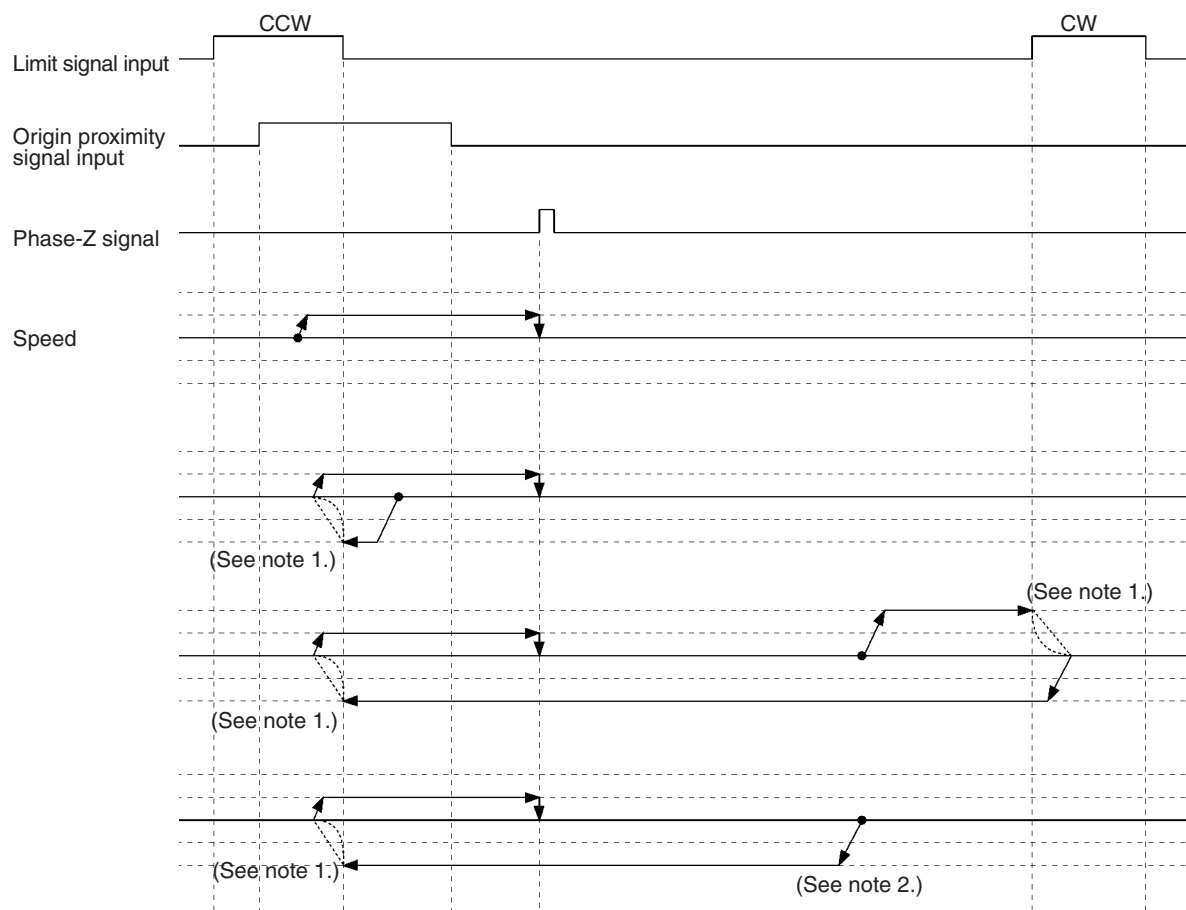 CCW
CW
Limit signal input
Origin proximity
signal input
Phase-Z signal
Speed
(See note 1.)
(See note 1.)
(See note 1.)
(See note 1.)
(See note 2.)